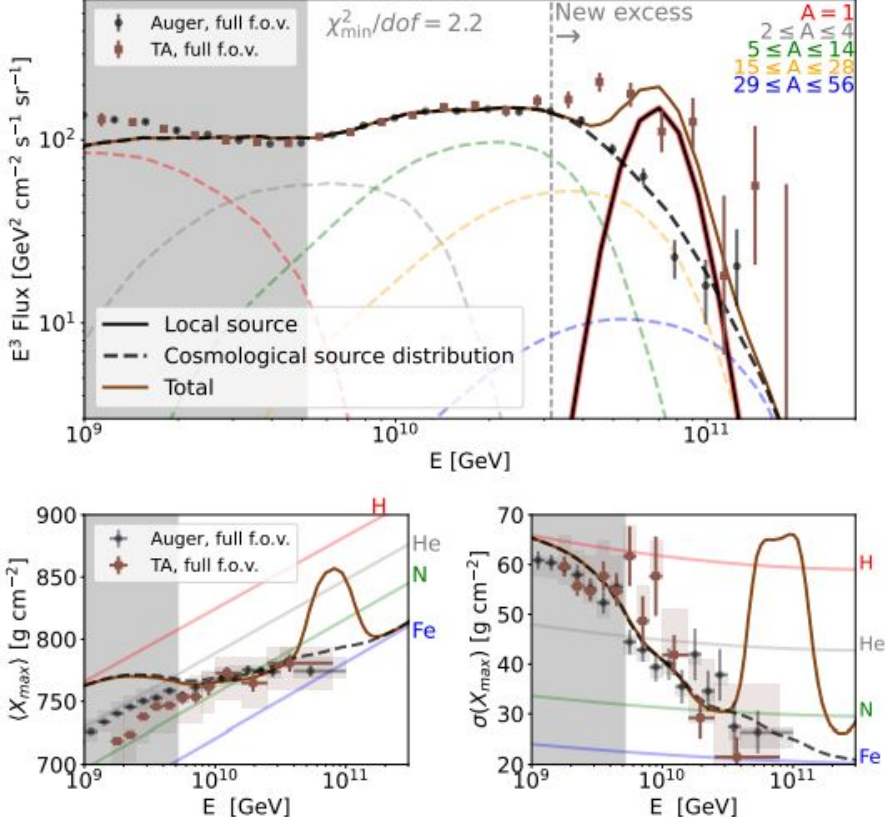 Auger, full f.o.v.
TA, full f.o.v.
χ²min/dof = 2.2
New excess
→
A = 1
2 ≤ A ≤ 4
5 ≤ A ≤ 14
15 ≤ A ≤ 28
29 ≤ A ≤ 56
E³ Flux [GeV² cm⁻² s⁻¹ sr⁻¹]
10²
10¹
Local source
Cosmological source distribution
Total
10⁹
10¹⁰
10¹¹
E [GeV]
Auger, full f.o.v.
TA, full f.o.v.
⟨Xmax⟩ [g cm⁻²]
900
850
800
750
700
H
He
N
Fe
10⁹
10¹⁰
10¹¹
E [GeV]
σ(Xmax) [g cm⁻²]
70
60
50
40
30
20
H
He
N
Fe
10⁹
10¹⁰
10¹¹
E [GeV]